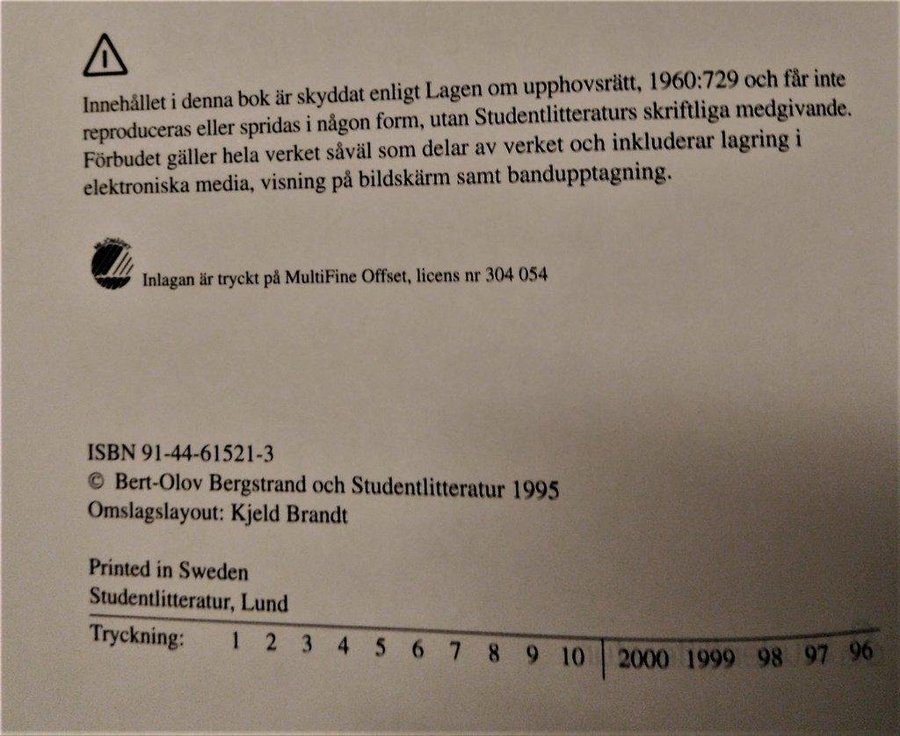 Innehållet i denna bok är skyddat enligt Lagen om upphovsrätt, 1960:729 och får inte
reproduceras eller spridas i någon form, utan Studentlitteraturs skriftliga medgivande.
Förbudet gäller hela verket såväl som delar av verket och inkluderar lagring i
elektroniska media, visning på bildskärm samt bandupptagning.
Inlagan är tryckt på MultiFine Offset, licens nr 304 054
ISBN 91-44-61521-3
© Bert-Olov Bergstrand och Studentlitteratur 1995
Omslagslayout: Kjeld Brandt
Printed in Sweden
Studentlitteratur, Lund
Tryckning: 1 2 3 4 5 6 7 8 9 10 | 2000 1999 98 97 96